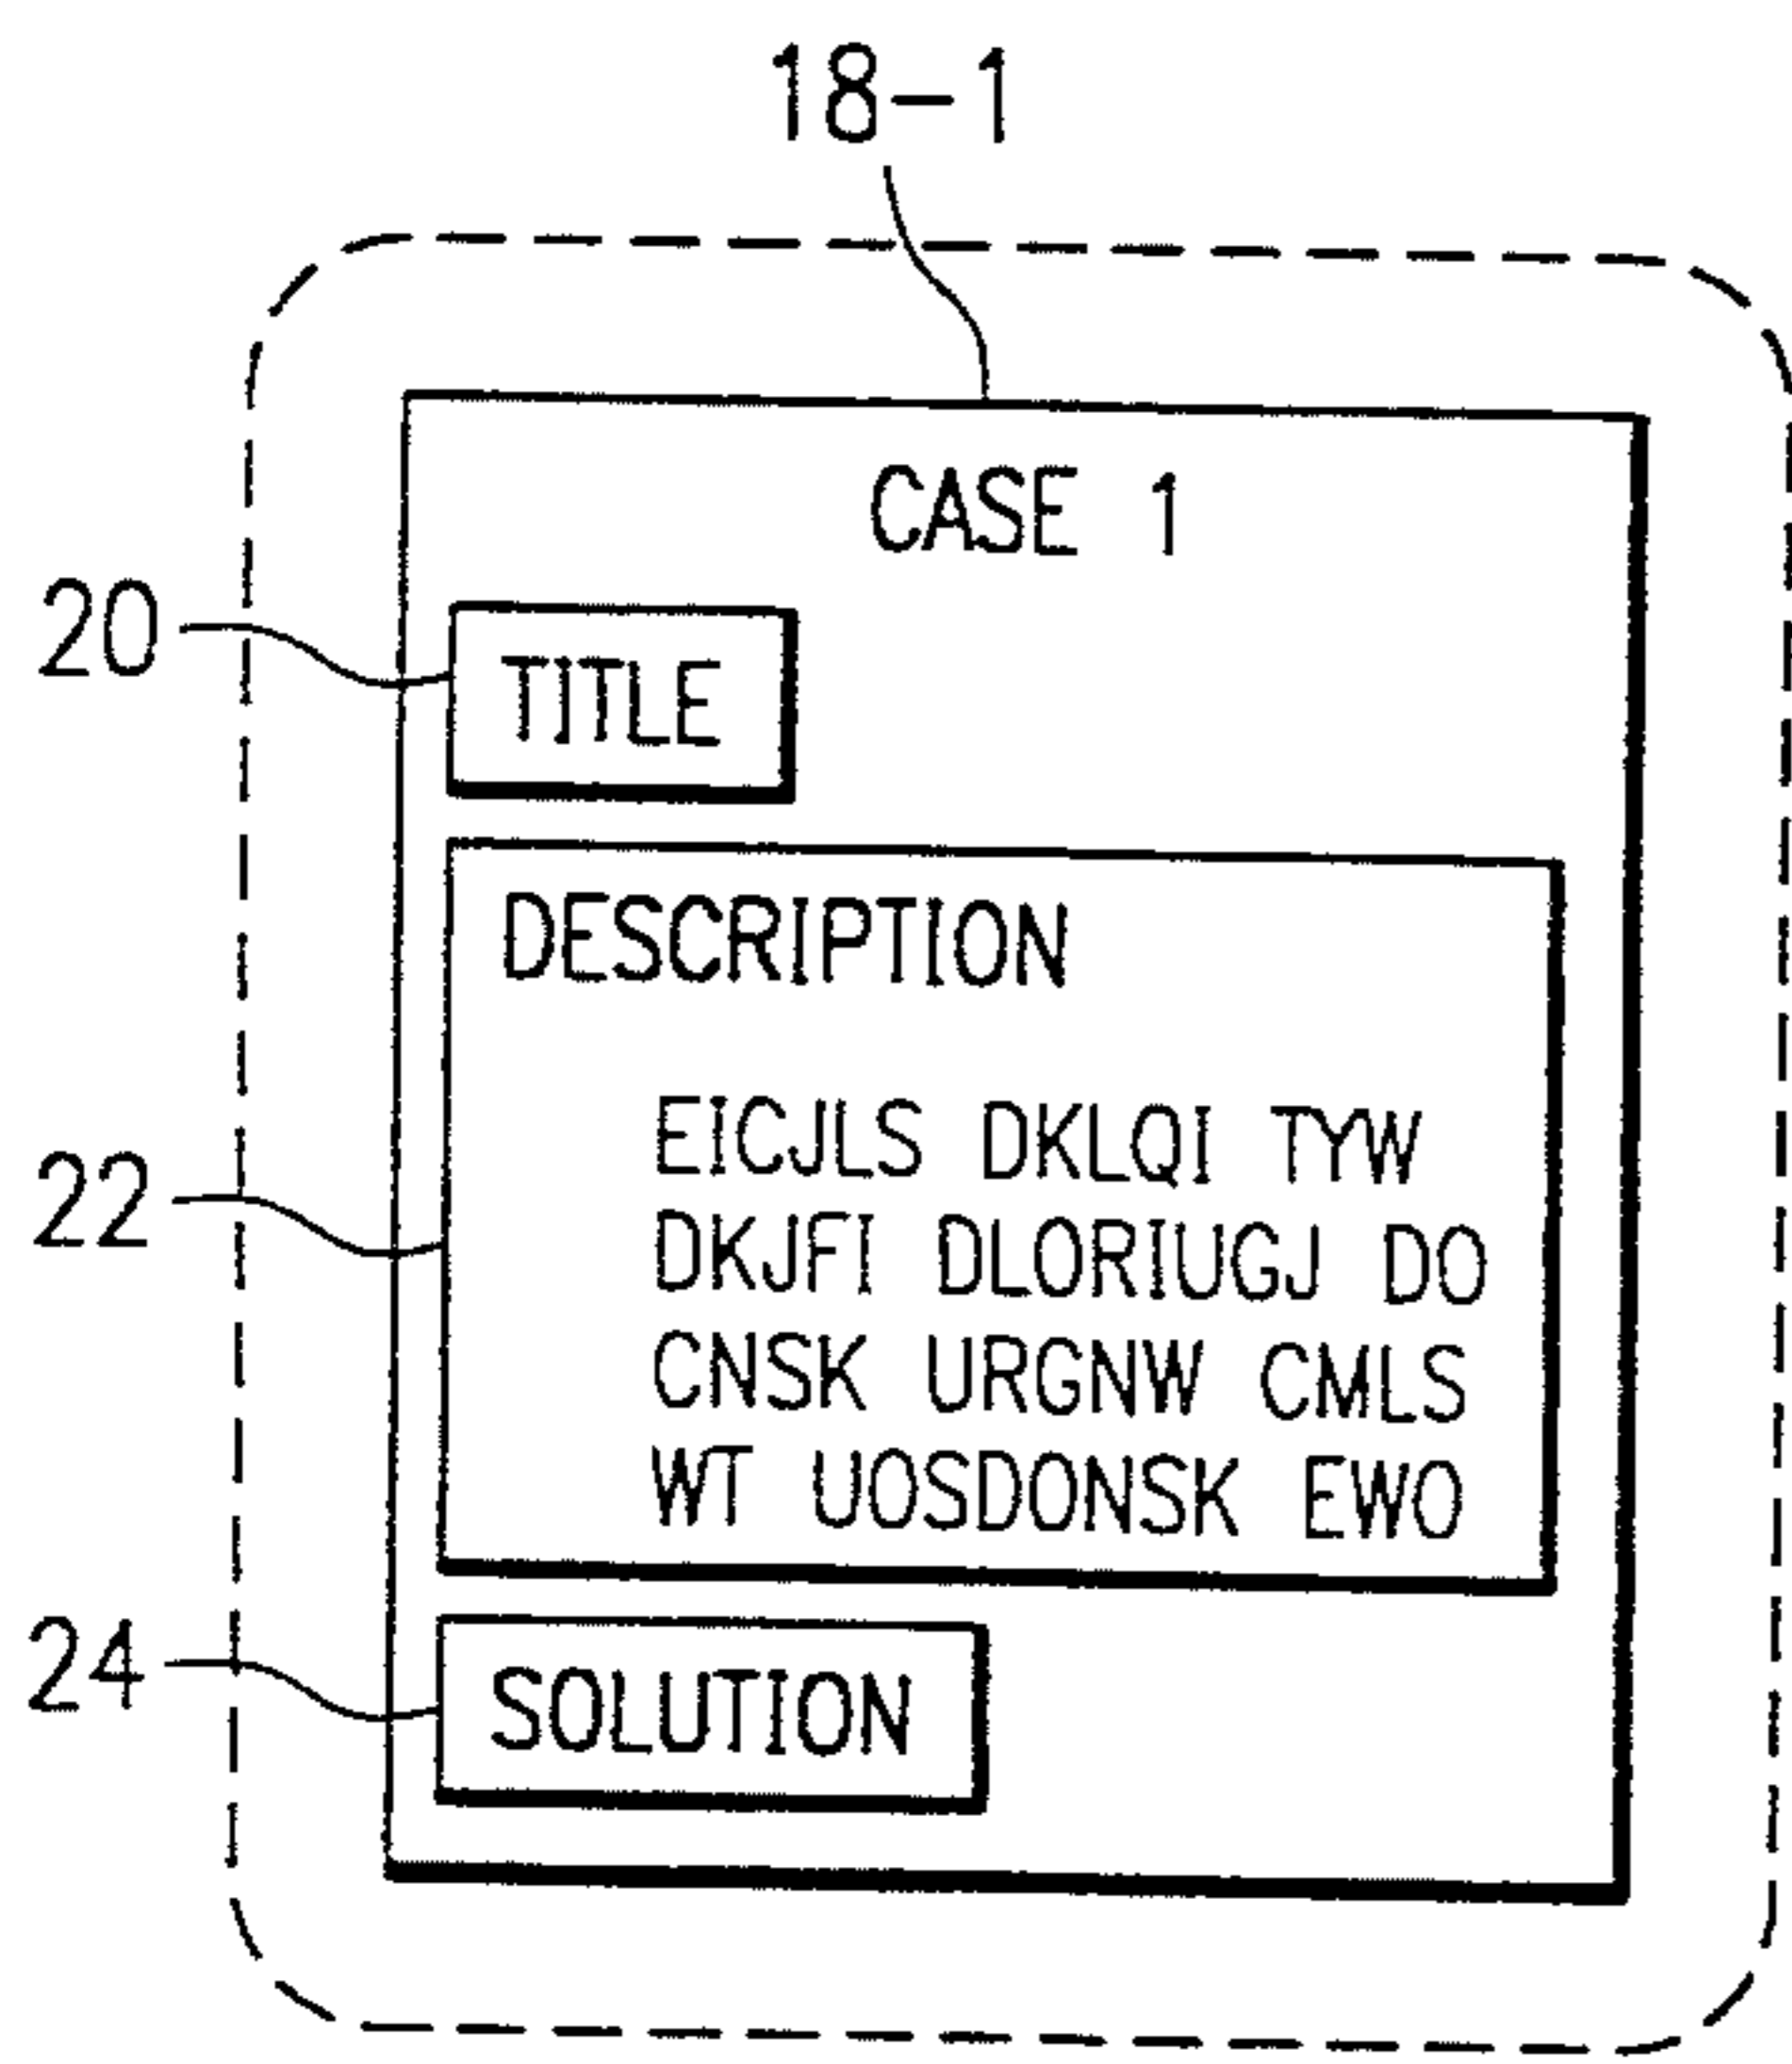 18-1
CASE 1
20
TITLE
DESCRIPTION
EICJLS DKLQI TYW
22
DKJFI DLORIUGJ DO
CNSK URGNW CMLS
WT UOSDONSK EWO
24
SOLUTION